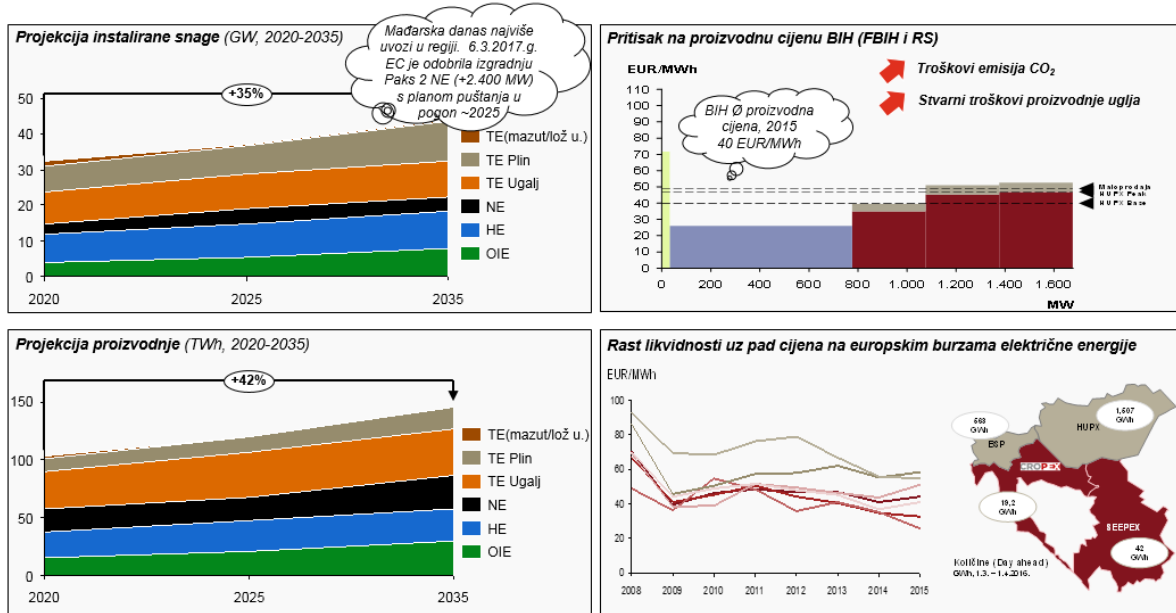 Projekcija instalirane snage (GW, 2020-2035)
Mađarska danas najviše
uvozi u regiji. 6.3.2017.g.
EC je odobrila izgradnju
Paks 2 NE (+2.400 MW)
s planom puštanja u
pogon ~2025
+35%
50
40
30
20
10
0
2020
2025
2035
TE(mazut/lož u.)
TE Plin
TE Ugalj
NE
HE
OIE
Pritisak na proizvodnu cijenu BIH (FBIH i RS)
EUR/MWh
Troškovi emisija CO₂
Stvarni troškovi proizvodnje uglja
BIH Ø proizvodna
cijena, 2015
40 EUR/MWh
110
100
90
80
70
60
50
40
30
20
10
0
Maloprodaja
HUPX Peak
HUPX Base
0
200
400
600
800
1.000
1.200
1.400
1.600
MW
Projekcija proizvodnje (TWh, 2020-2035)
+42%
150
100
50
0
2020
2025
2035
TE(mazut/lož u.)
TE Plin
TE Ugalj
NE
HE
OIE
Rast likvidnosti uz pad cijena na europskim burzama električne energije
EUR/MWh
100
80
60
40
20
0
2008
2009
2010
2011
2012
2013
2014
2015
563
GWh
BSP
1,507
GWh
HUPX
CROPEX
19,2
GWh
SEEPEX
42
GWh
Količine (Day ahead)
GWh, 1.3. – 1.4.2016.